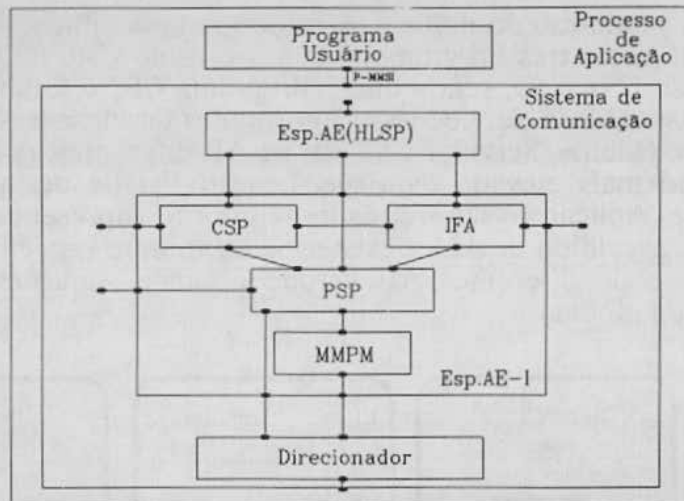 Programa
Usuário
Processo
de
Aplicação
P-MMSI
Sistema de
Comunicação
Esp.AE(HLSP)
CSP
IFA
PSP
MMPM
Esp.AE-1
Direcionador